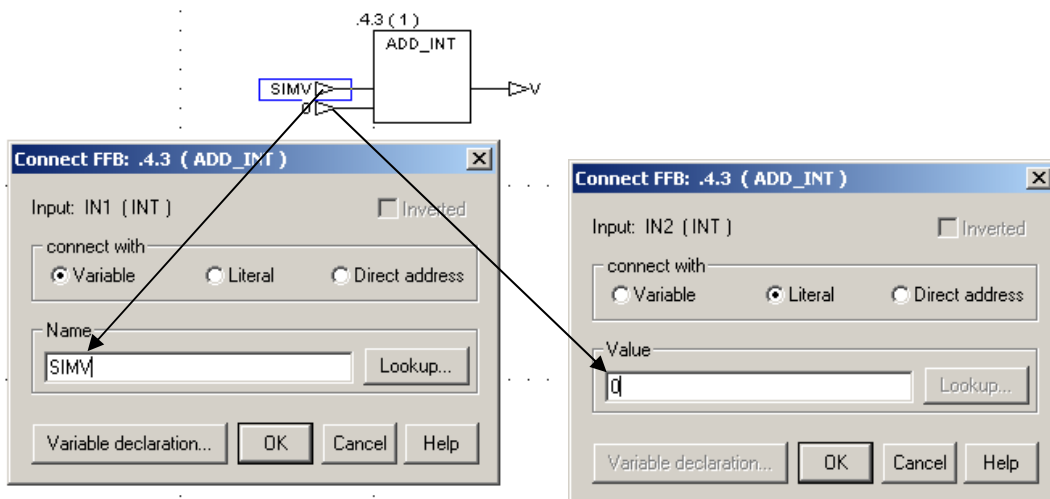 .4.3 ( 1 )
ADD_INT
SIMV
0
V
Connect FFB: .4.3 ( ADD_INT )
Input: IN1 ( INT )
Inverted
connect with
Variable
Literal
Direct address
Name
SIMV
Lookup...
Variable declaration...
OK
Cancel
Help
Connect FFB: .4.3 ( ADD_INT )
Input: IN2 ( INT )
Inverted
connect with
Variable
Literal
Direct address
Value
0
Lookup...
Variable declaration...
OK
Cancel
Help